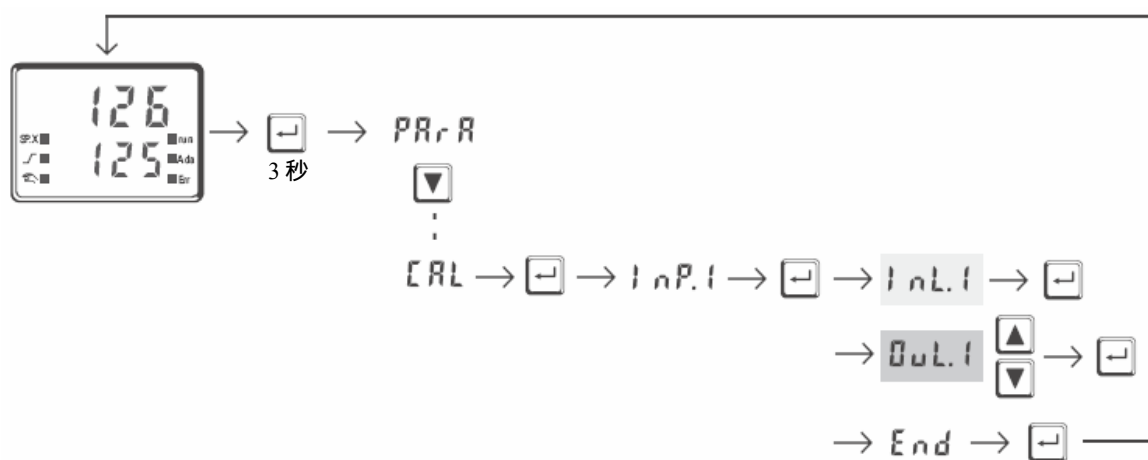 126
SP.X run
125 Ada
Err
3 秒
PArA
CAL InP.1 InL.1
OuL.1
End